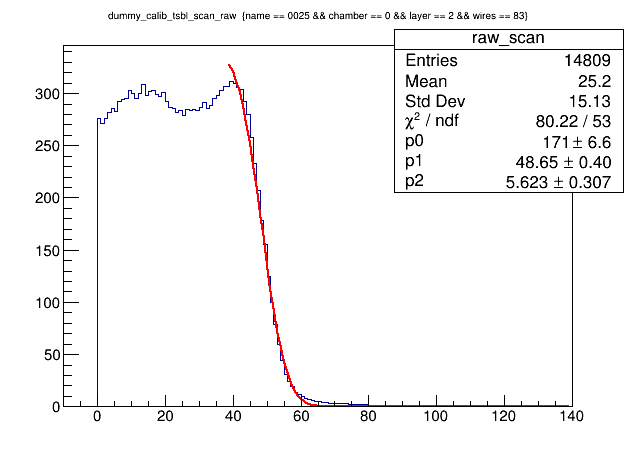 dummy_calib_tsbl_scan_raw {name == 0025 && chamber == 0 && layer == 2 && wires == 83}
raw_scan
Entries 14809
Mean 25.2
Std Dev 15.13
χ² / ndf 80.22 / 53
p0 171 ± 6.6
p1 48.65 ± 0.40
p2 5.623 ± 0.307
300
250
200
150
100
50
0
0 20 40 60 80 100 120 140